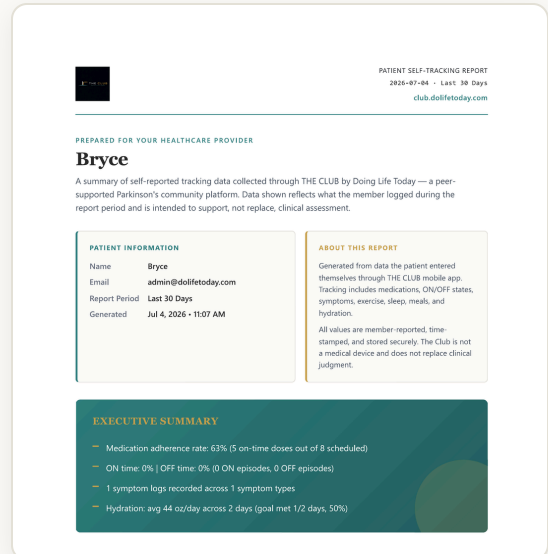 THE CLUB
PATIENT SELF-TRACKING REPORT
2026-07-04 · Last 30 Days
club.dolifetoday.com
PREPARED FOR YOUR HEALTHCARE PROVIDER
Bryce
A summary of self-reported tracking data collected through THE CLUB by Doing Life Today — a peer-
supported Parkinson's community platform. Data shown reflects what the member logged during the
report period and is intended to support, not replace, clinical assessment.
PATIENT INFORMATION
Name Bryce
Email admin@dolifetoday.com
Report Period Last 30 Days
Generated Jul 4, 2026 • 11:07 AM
ABOUT THIS REPORT
Generated from data the patient entered
themselves through THE CLUB mobile app.
Tracking includes medications, ON/OFF states,
symptoms, exercise, sleep, meals, and
hydration.
All values are member-reported, time-
stamped, and stored securely. The Club is not
a medical device and does not replace clinical
judgment.
EXECUTIVE SUMMARY
— Medication adherence rate: 63% (5 on-time doses out of 8 scheduled)
— ON time: 0% | OFF time: 0% (0 ON episodes, 0 OFF episodes)
— 1 symptom logs recorded across 1 symptom types
— Hydration: avg 44 oz/day across 2 days (goal met 1/2 days, 50%)